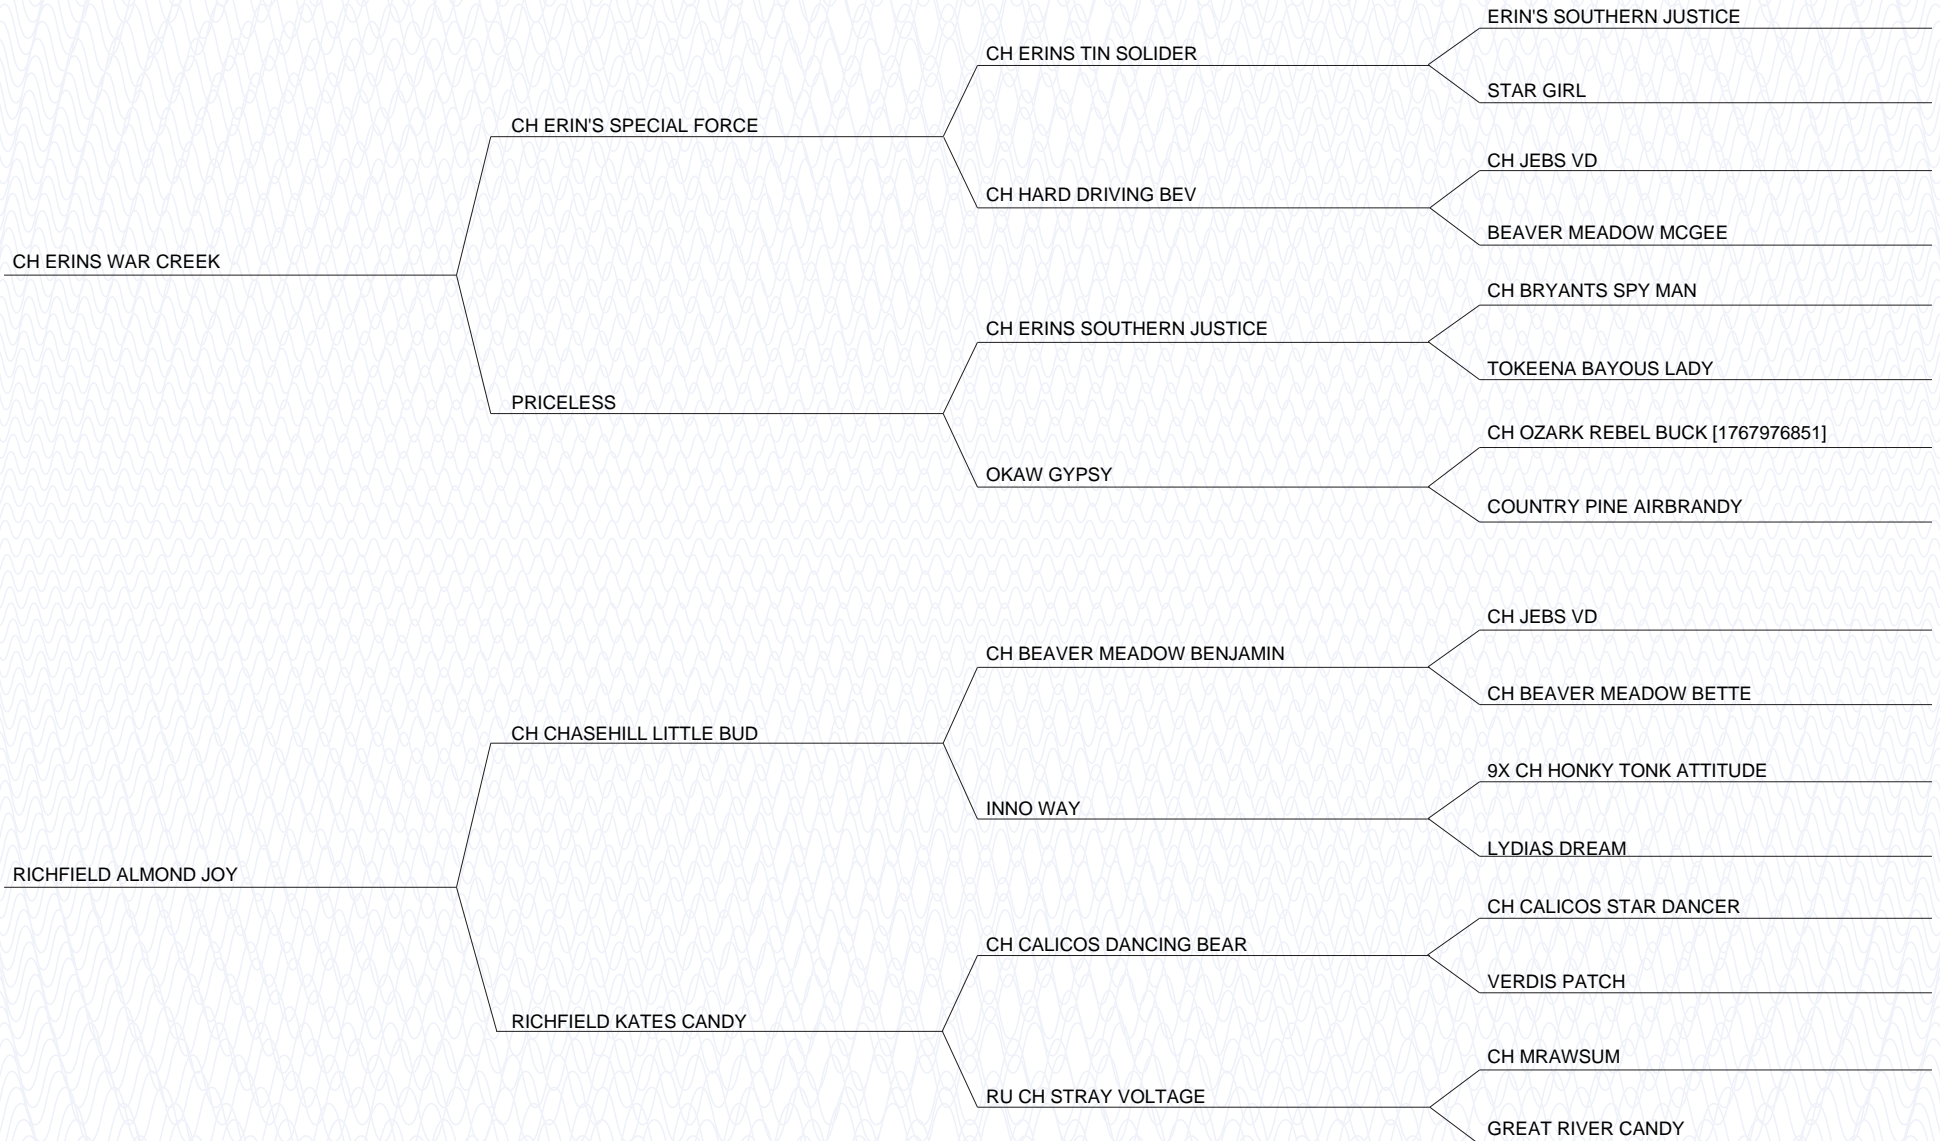 ERIN'S SOUTHERN JUSTICE
CH ERINS TIN SOLIDER
STAR GIRL
CH ERIN'S SPECIAL FORCE
CH JEBS VD
CH HARD DRIVING BEV
BEAVER MEADOW MCGEE
CH ERINS WAR CREEK
CH BRYANTS SPY MAN
CH ERINS SOUTHERN JUSTICE
TOKEENA BAYOUS LADY
PRICELESS
CH OZARK REBEL BUCK [1767976851]
OKAW GYPSY
COUNTRY PINE AIRBRANDY
CH JEBS VD
CH BEAVER MEADOW BENJAMIN
CH BEAVER MEADOW BETTE
CH CHASEHILL LITTLE BUD
9X CH HONKY TONK ATTITUDE
INNO WAY
LYDIAS DREAM
RICHFIELD ALMOND JOY
CH CALICOS STAR DANCER
CH CALICOS DANCING BEAR
VERDIS PATCH
RICHFIELD KATES CANDY
CH MRAWSUM
RU CH STRAY VOLTAGE
GREAT RIVER CANDY